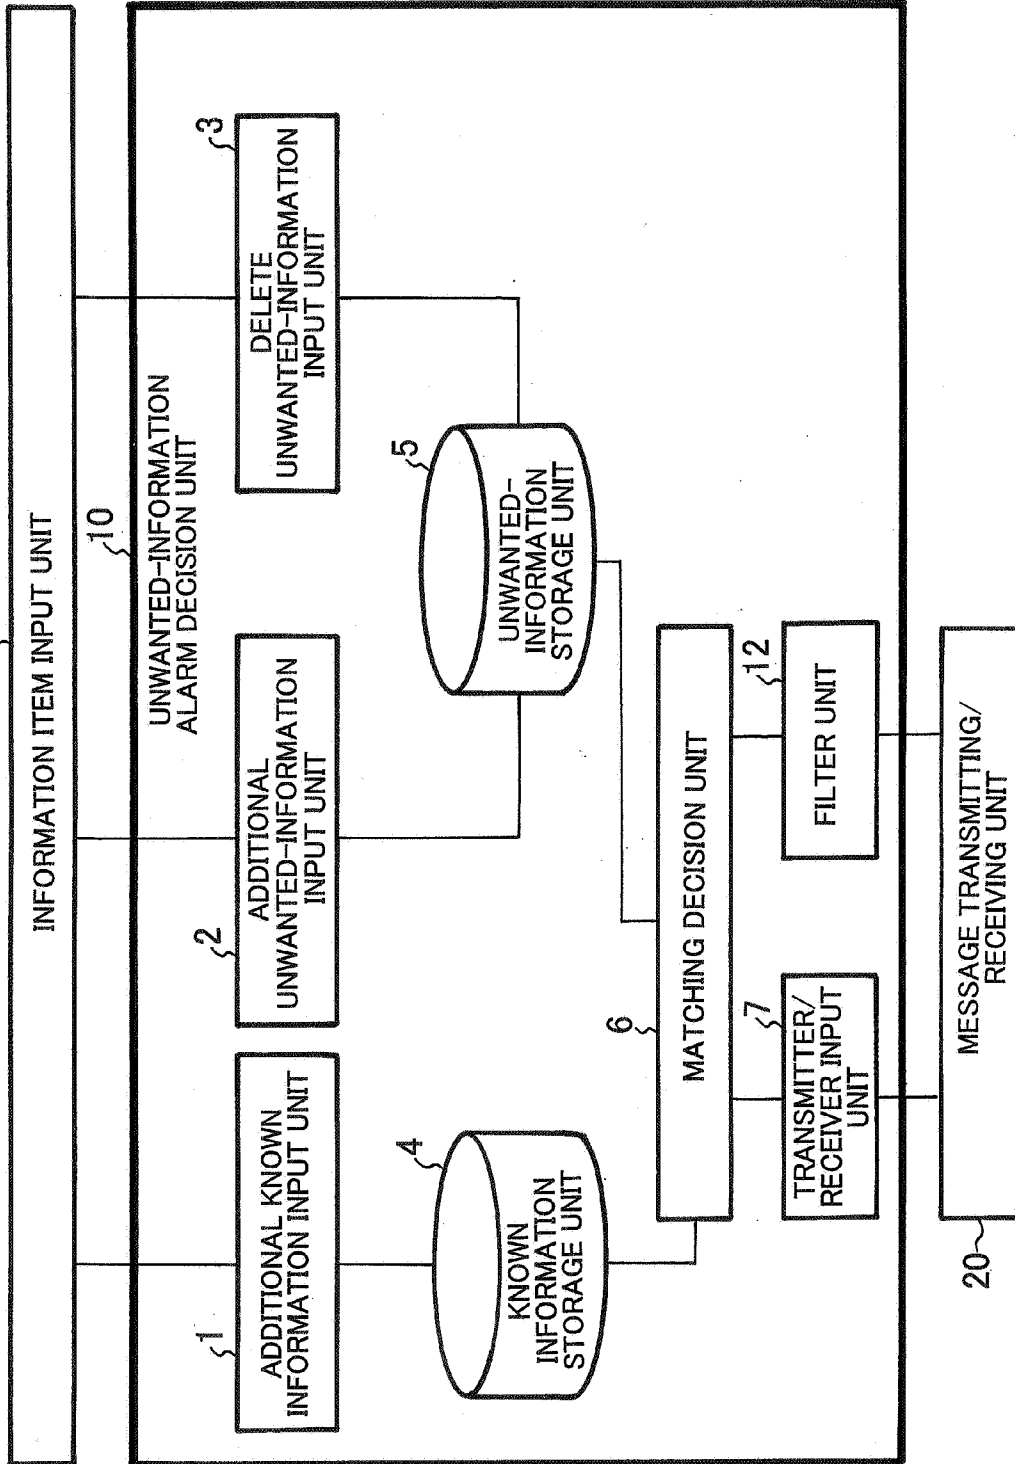 INFORMATION ITEM INPUT UNIT
10
UNWANTED-INFORMATION
ALARM DECISION UNIT
1
ADDITIONAL KNOWN
INFORMATION INPUT UNIT
2
ADDITIONAL
UNWANTED-INFORMATION
INPUT UNIT
3
DELETE
UNWANTED-INFORMATION
INPUT UNIT
4
KNOWN
INFORMATION
STORAGE UNIT
5
UNWANTED-
INFORMATION
STORAGE UNIT
6
MATCHING DECISION UNIT
7
TRANSMITTER/
RECEIVER INPUT
UNIT
12
FILTER UNIT
20
MESSAGE TRANSMITTING/
RECEIVING UNIT